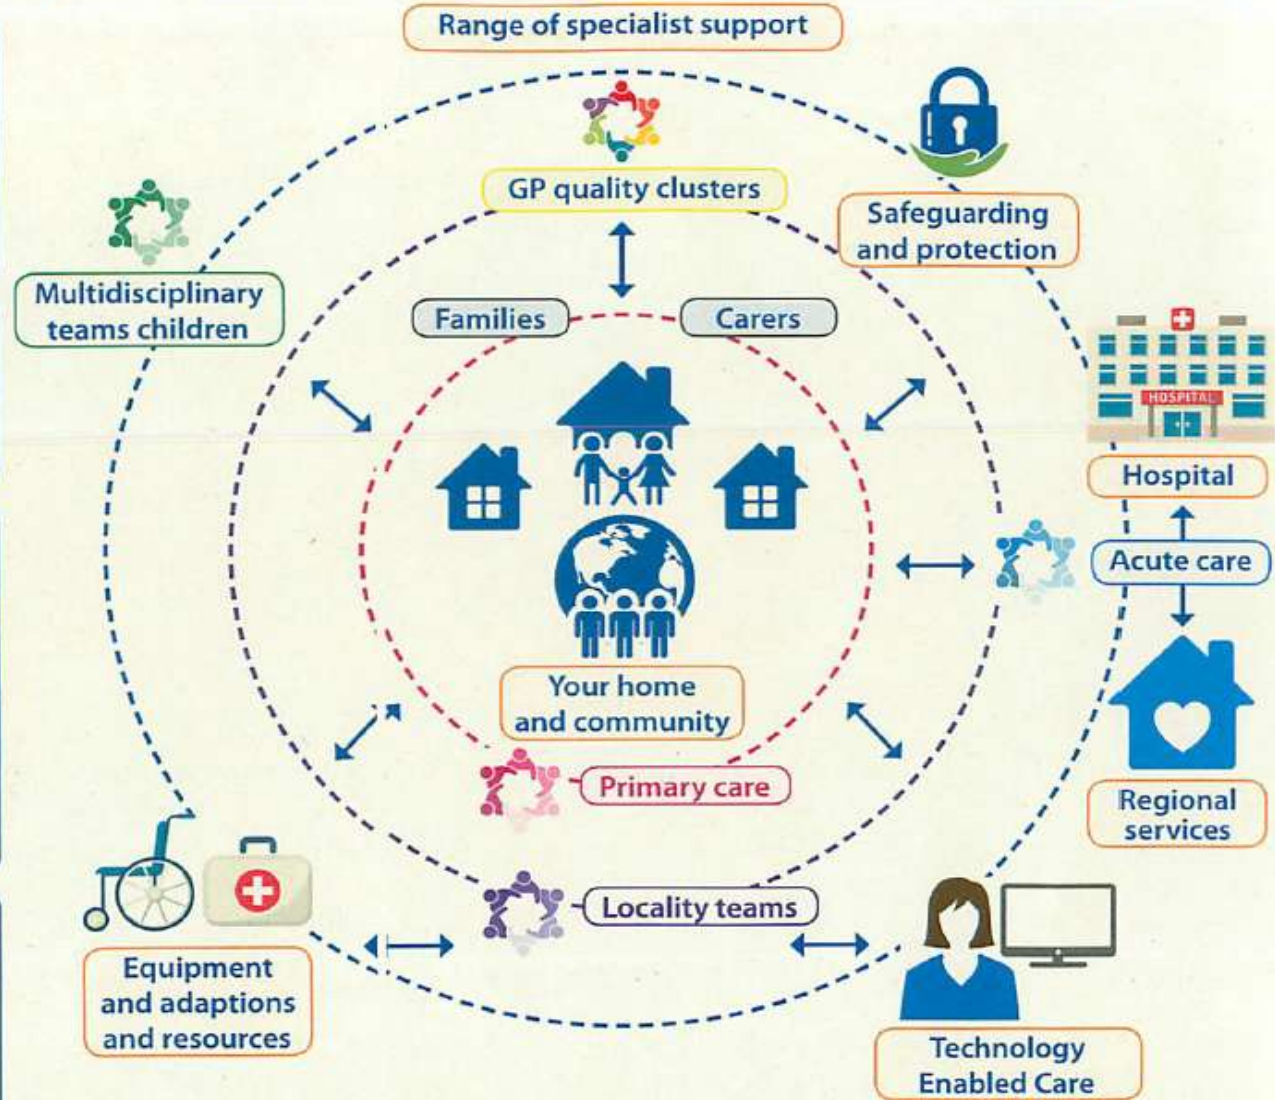 Range of specialist support
GP quality clusters
Safeguarding
and protection
Multidisciplinary
teams children
Families
Carers
HOSPITAL
Hospital
Acute care
Your home
and community
Primary care
Regional
services
Locality teams
Equipment
and adaptions
and resources
Technology
Enabled Care